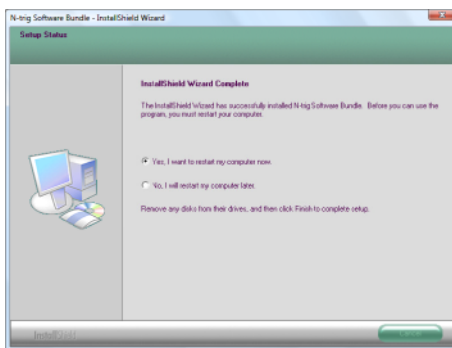 N-trig Software Bundle - InstallShield Wizard
Setup Status
InstallShield Wizard Complete
The InstallShield Wizard has successfully installed N-trig Software Bundle. Before you can use the
program, you must restart your computer.
Yes, I want to restart my computer now.
No, I will restart my computer later.
Remove any disks from their drives, and then click Finish to complete setup.
InstallShield